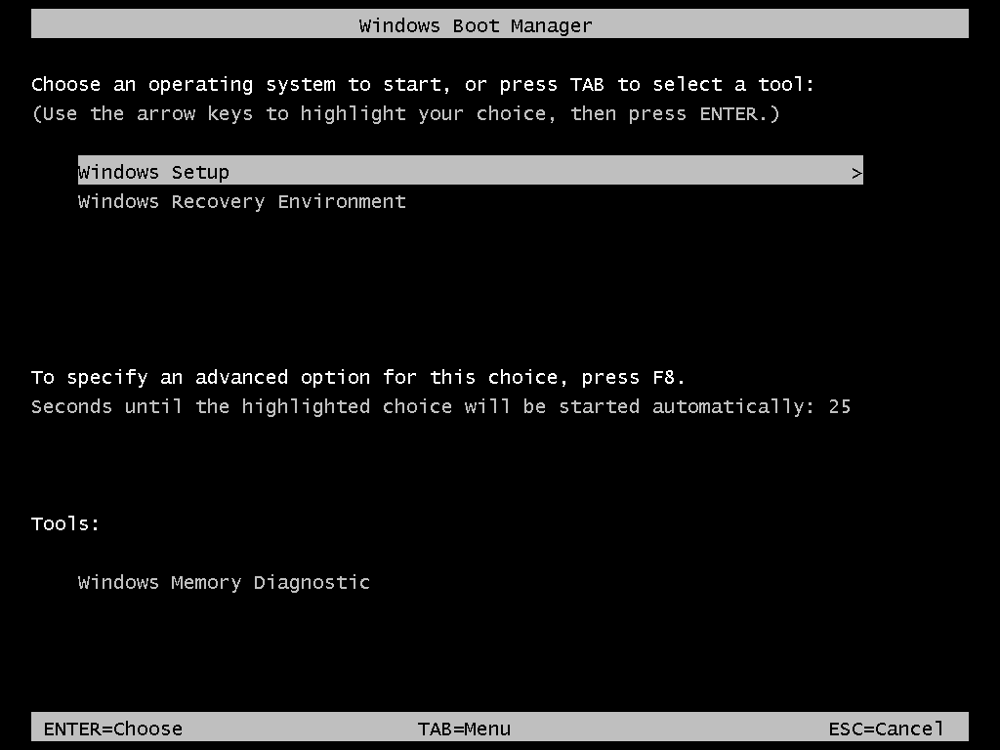 Windows Boot Manager
Choose an operating system to start, or press TAB to select a tool:
(Use the arrow keys to highlight your choice, then press ENTER.)
Windows Setup >
Windows Recovery Environment
To specify an advanced option for this choice, press F8.
Seconds until the highlighted choice will be started automatically: 25
Tools:
Windows Memory Diagnostic
ENTER=Choose TAB=Menu ESC=Cancel